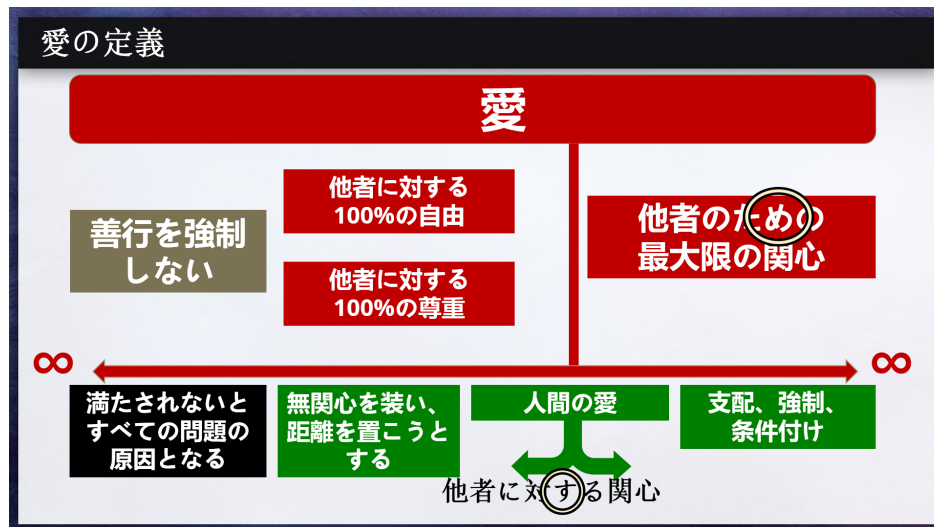 愛の定義
愛
他者に対する
100%の自由
善行を強制
しない
他者に対する
100%の尊重
他者のための
最大限の関心
∞
∞
満たされないと
すべての問題の
原因となる
無関心を装い、
距離を置こうと
する
人間の愛
支配、強制、
条件付け
他者に対する関心